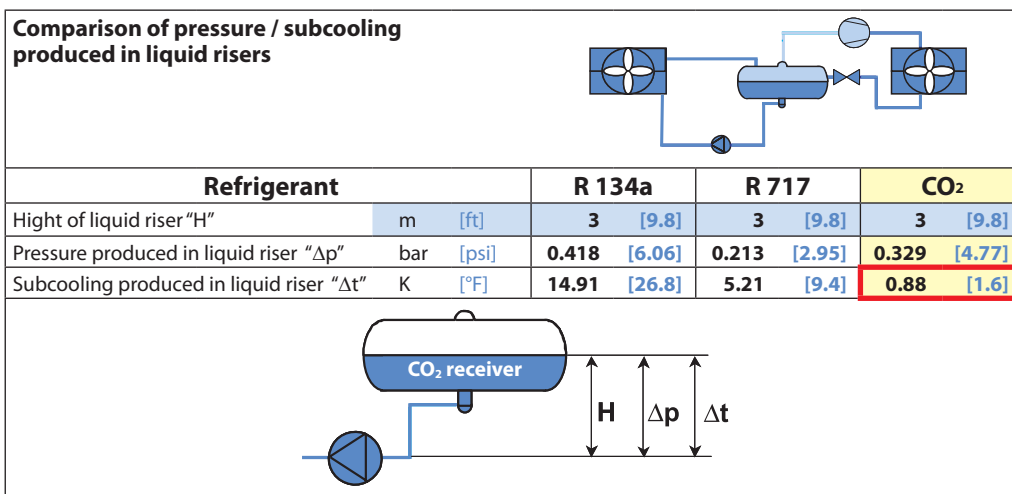 Comparison of pressure / subcooling
produced in liquid risers
Refrigerant R 134a R 717 CO2
Hight of liquid riser "H" m [ft] 3 [9.8] 3 [9.8] 3 [9.8]
Pressure produced in liquid riser "Δp" bar [psi] 0.418 [6.06] 0.213 [2.95] 0.329 [4.77]
Subcooling produced in liquid riser "Δt" K [°F] 14.91 [26.8] 5.21 [9.4] 0.88 [1.6]
CO2 receiver
H Δp Δt